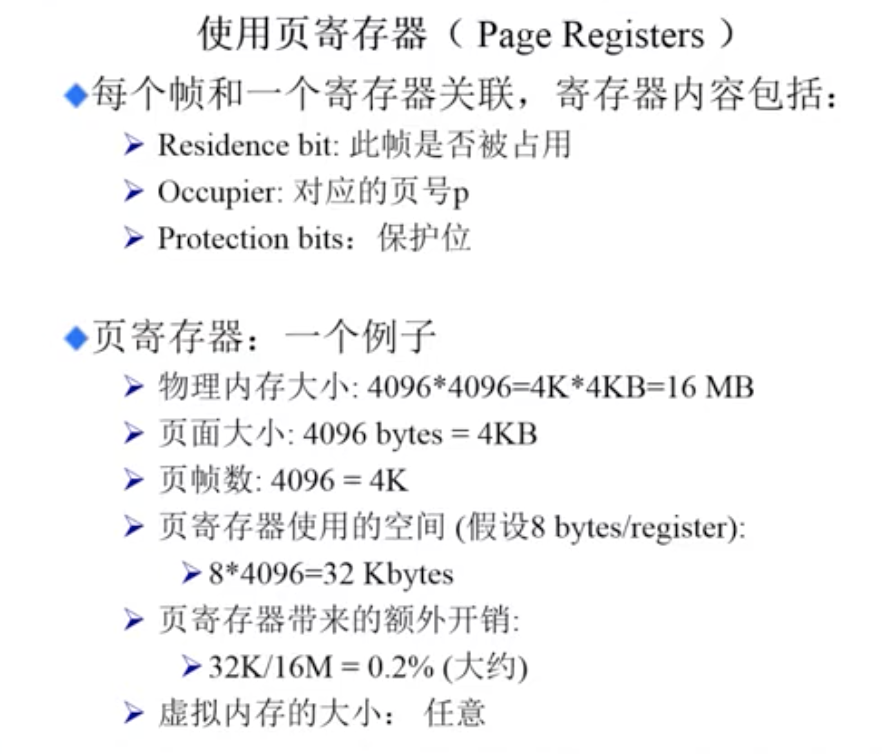 使用页寄存器（ Page Registers ）
每个帧和一个寄存器关联，寄存器内容包括：
Residence bit: 此帧是否被占用
Occupier: 对应的页号p
Protection bits：保护位
页寄存器：一个例子
物理内存大小: 4096*4096=4K*4KB=16 MB
页面大小: 4096 bytes = 4KB
页帧数: 4096 = 4K
页寄存器使用的空间 (假设8 bytes/register):
8*4096=32 Kbytes
页寄存器带来的额外开销:
32K/16M = 0.2% (大约)
虚拟内存的大小： 任意